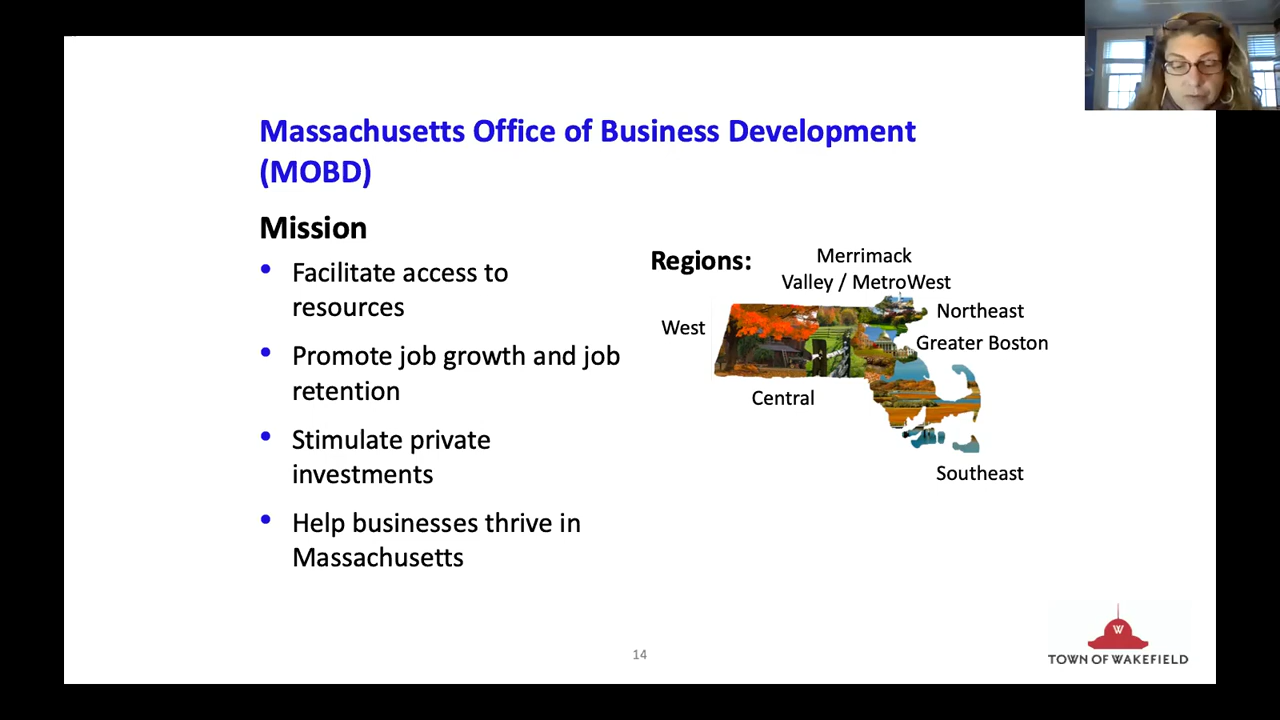 Massachusetts Office of Business Development
(MOBD)
Mission
• Facilitate access to
resources
• Promote job growth and job
retention
• Stimulate private
investments
• Help businesses thrive in
Massachusetts
Regions:
Merrimack
Valley / MetroWest
Northeast
West
Greater Boston
Central
Southeast
14
W
TOWN OF WAKEFIELD